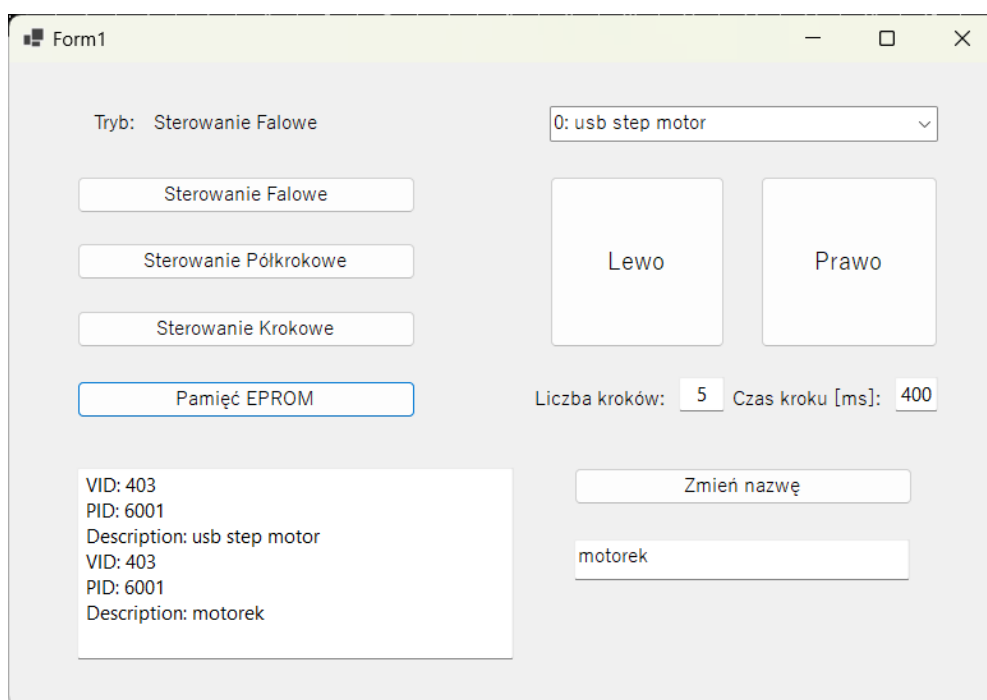 Form1
Tryb: Sterowanie Falowe
0: usb step motor
Sterowanie Falowe
Sterowanie Półkrokowe
Sterowanie Krokowe
Pamięć EPROM
Lewo
Prawo
Liczba kroków: 5 Czas kroku [ms]: 400
VID: 403
PID: 6001
Description: usb step motor
VID: 403
PID: 6001
Description: motorek
Zmień nazwę
motorek